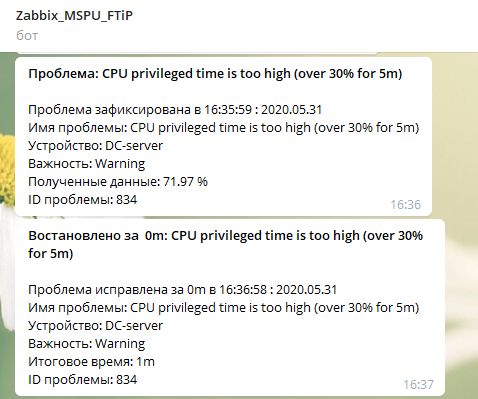 Zabbix_MSPU_FTiP
бот
Проблема: CPU privileged time is too high (over 30% for 5m)
Проблема зафиксирована в 16:35:59 : 2020.05.31
Имя проблемы: CPU privileged time is too high (over 30% for 5m)
Устройство: DC-server
Важность: Warning
Полученные данные: 71.97 %
ID проблемы: 834
16:36
Востановлено за  0m: CPU privileged time is too high (over 30%
for 5m)
Проблема исправлена за 0m в 16:36:58 : 2020.05.31
Имя проблемы: CPU privileged time is too high (over 30% for 5m)
Устройство: DC-server
Важность: Warning
Итоговое время: 1m
ID проблемы: 834
16:37